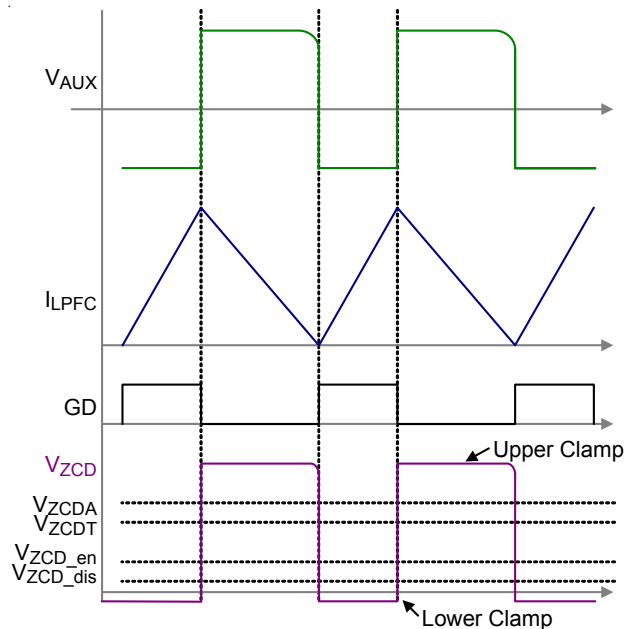 VAUX
ILPFC
GD
VZCD
Upper Clamp
VZCDA
VZCDT
VZCD_en
VZCD_dis
Lower Clamp